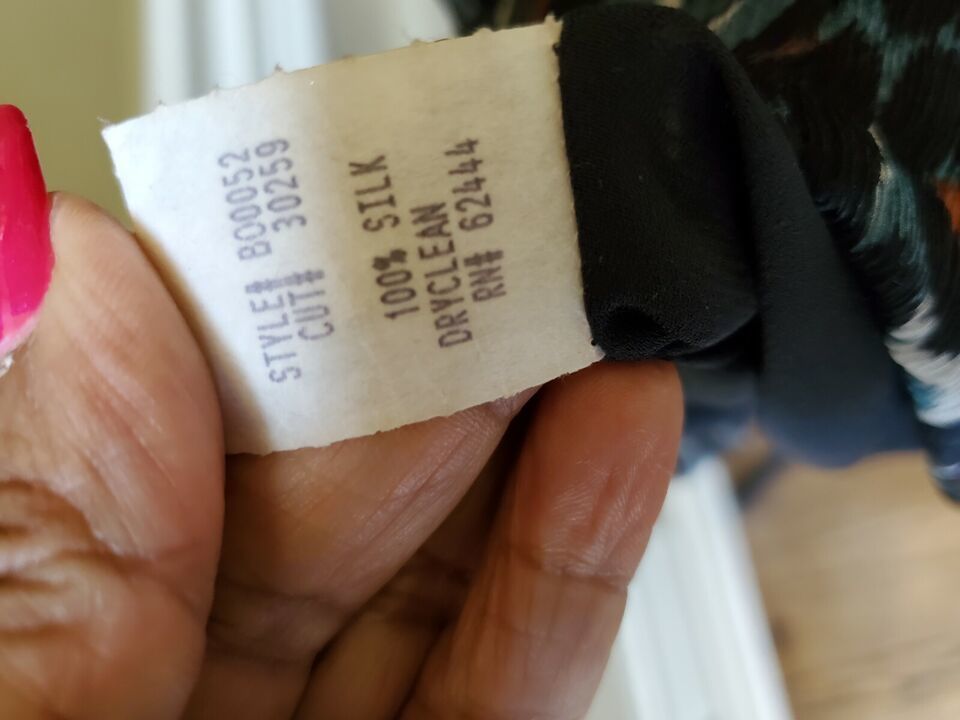 STYLE# B00052
CUT# 30259
100% SILK
DRYCLEAN
RN# 62444